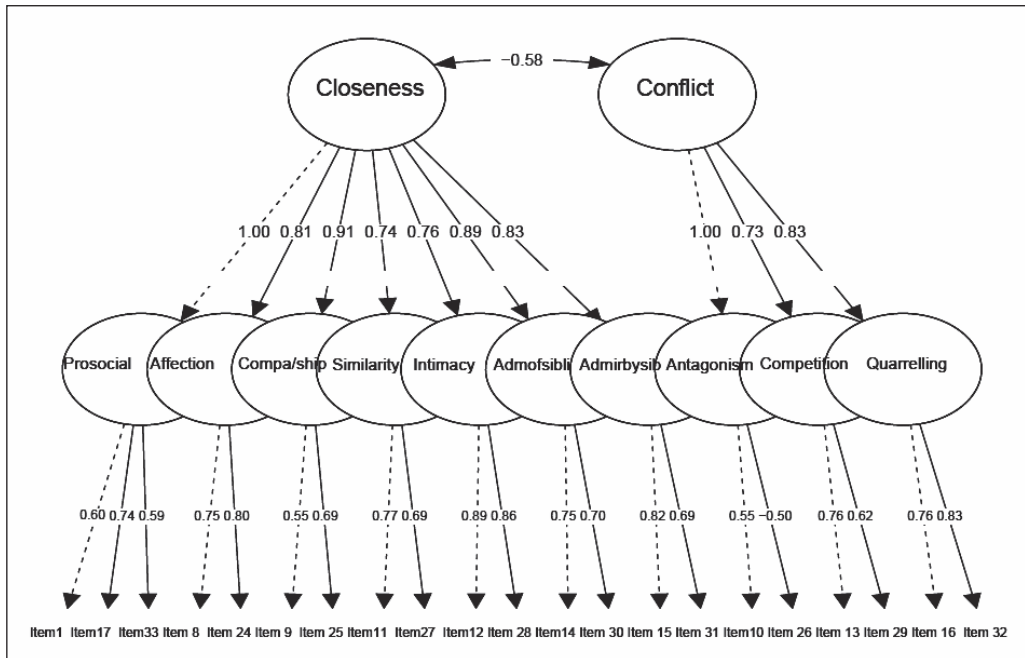 −0.58
Closeness Conflict
1.00 0.81 0.91 0.74 0.76 0.89 0.83 1.00 0.73 0.83
Prosocial Affection Compa/ship Similarity Intimacy Admofsibli Admirbysib Antagonism Competition Quarrelling
0.60 0.74 0.59 0.75 0.80 0.55 0.69 0.77 0.69 0.89 0.86 0.75 0.70 0.82 0.69 0.55 −0.50 0.76 0.62 0.76 0.83
Item1 Item17 Item33 Item 8 Item 24 Item 9 Item 25 Item11 Item27 Item12 Item 28 Item14 Item 30 Item 15 Item 31 Item10 Item 26 Item 13 Item 29 Item 16 Item 32